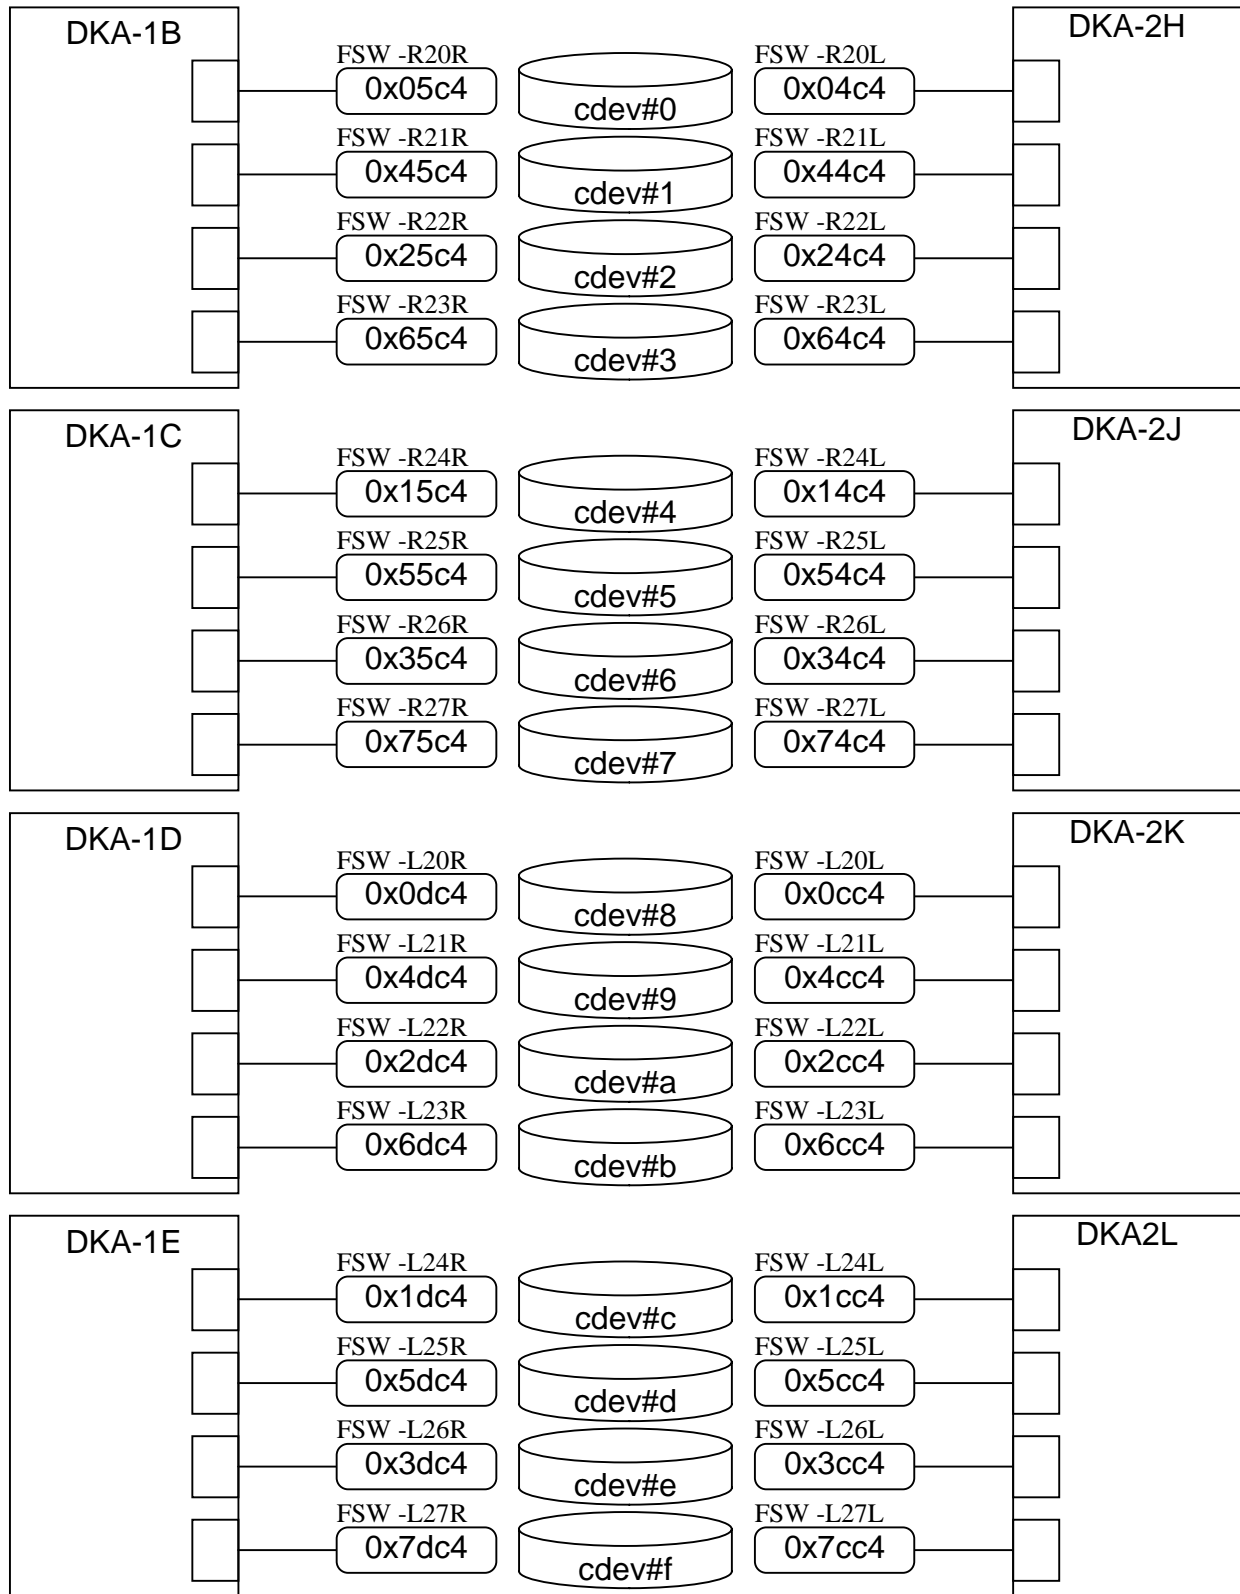 DKA-1B DKA-2H
FSW -R20R FSW -R20L
0x05c4 cdev#0 0x04c4
FSW -R21R FSW -R21L
0x45c4 cdev#1 0x44c4
FSW -R22R FSW -R22L
0x25c4 cdev#2 0x24c4
FSW -R23R FSW -R23L
0x65c4 cdev#3 0x64c4
DKA-1C DKA-2J
FSW -R24R FSW -R24L
0x15c4 cdev#4 0x14c4
FSW -R25R FSW -R25L
0x55c4 cdev#5 0x54c4
FSW -R26R FSW -R26L
0x35c4 cdev#6 0x34c4
FSW -R27R FSW -R27L
0x75c4 cdev#7 0x74c4
DKA-1D DKA-2K
FSW -L20R FSW -L20L
0x0dc4 cdev#8 0x0cc4
FSW -L21R FSW -L21L
0x4dc4 cdev#9 0x4cc4
FSW -L22R FSW -L22L
0x2dc4 cdev#a 0x2cc4
FSW -L23R FSW -L23L
0x6dc4 cdev#b 0x6cc4
DKA-1E DKA2L
FSW -L24R FSW -L24L
0x1dc4 cdev#c 0x1cc4
FSW -L25R FSW -L25L
0x5dc4 cdev#d 0x5cc4
FSW -L26R FSW -L26L
0x3dc4 cdev#e 0x3cc4
FSW -L27R FSW -L27L
0x7dc4 cdev#f 0x7cc4